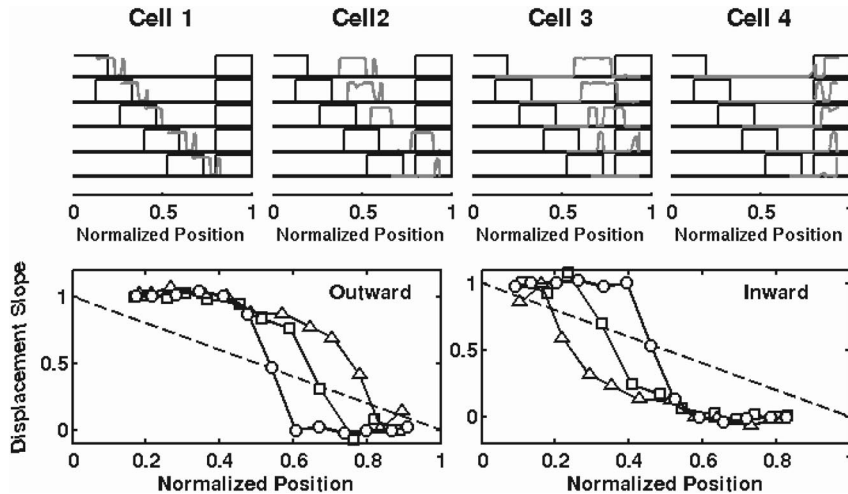 Cell 1 Cell2 Cell 3 Cell 4
0 0.5 1 0 0.5 1 0 0.5 1 0 0.5 1
Normalized Position Normalized Position Normalized Position Normalized Position
Displacement Slope
1
0.5
0
Outward
0 0.2 0.4 0.6 0.8 1
Normalized Position
1
0.5
0
Inward
0 0.2 0.4 0.6 0.8 1
Normalized Position